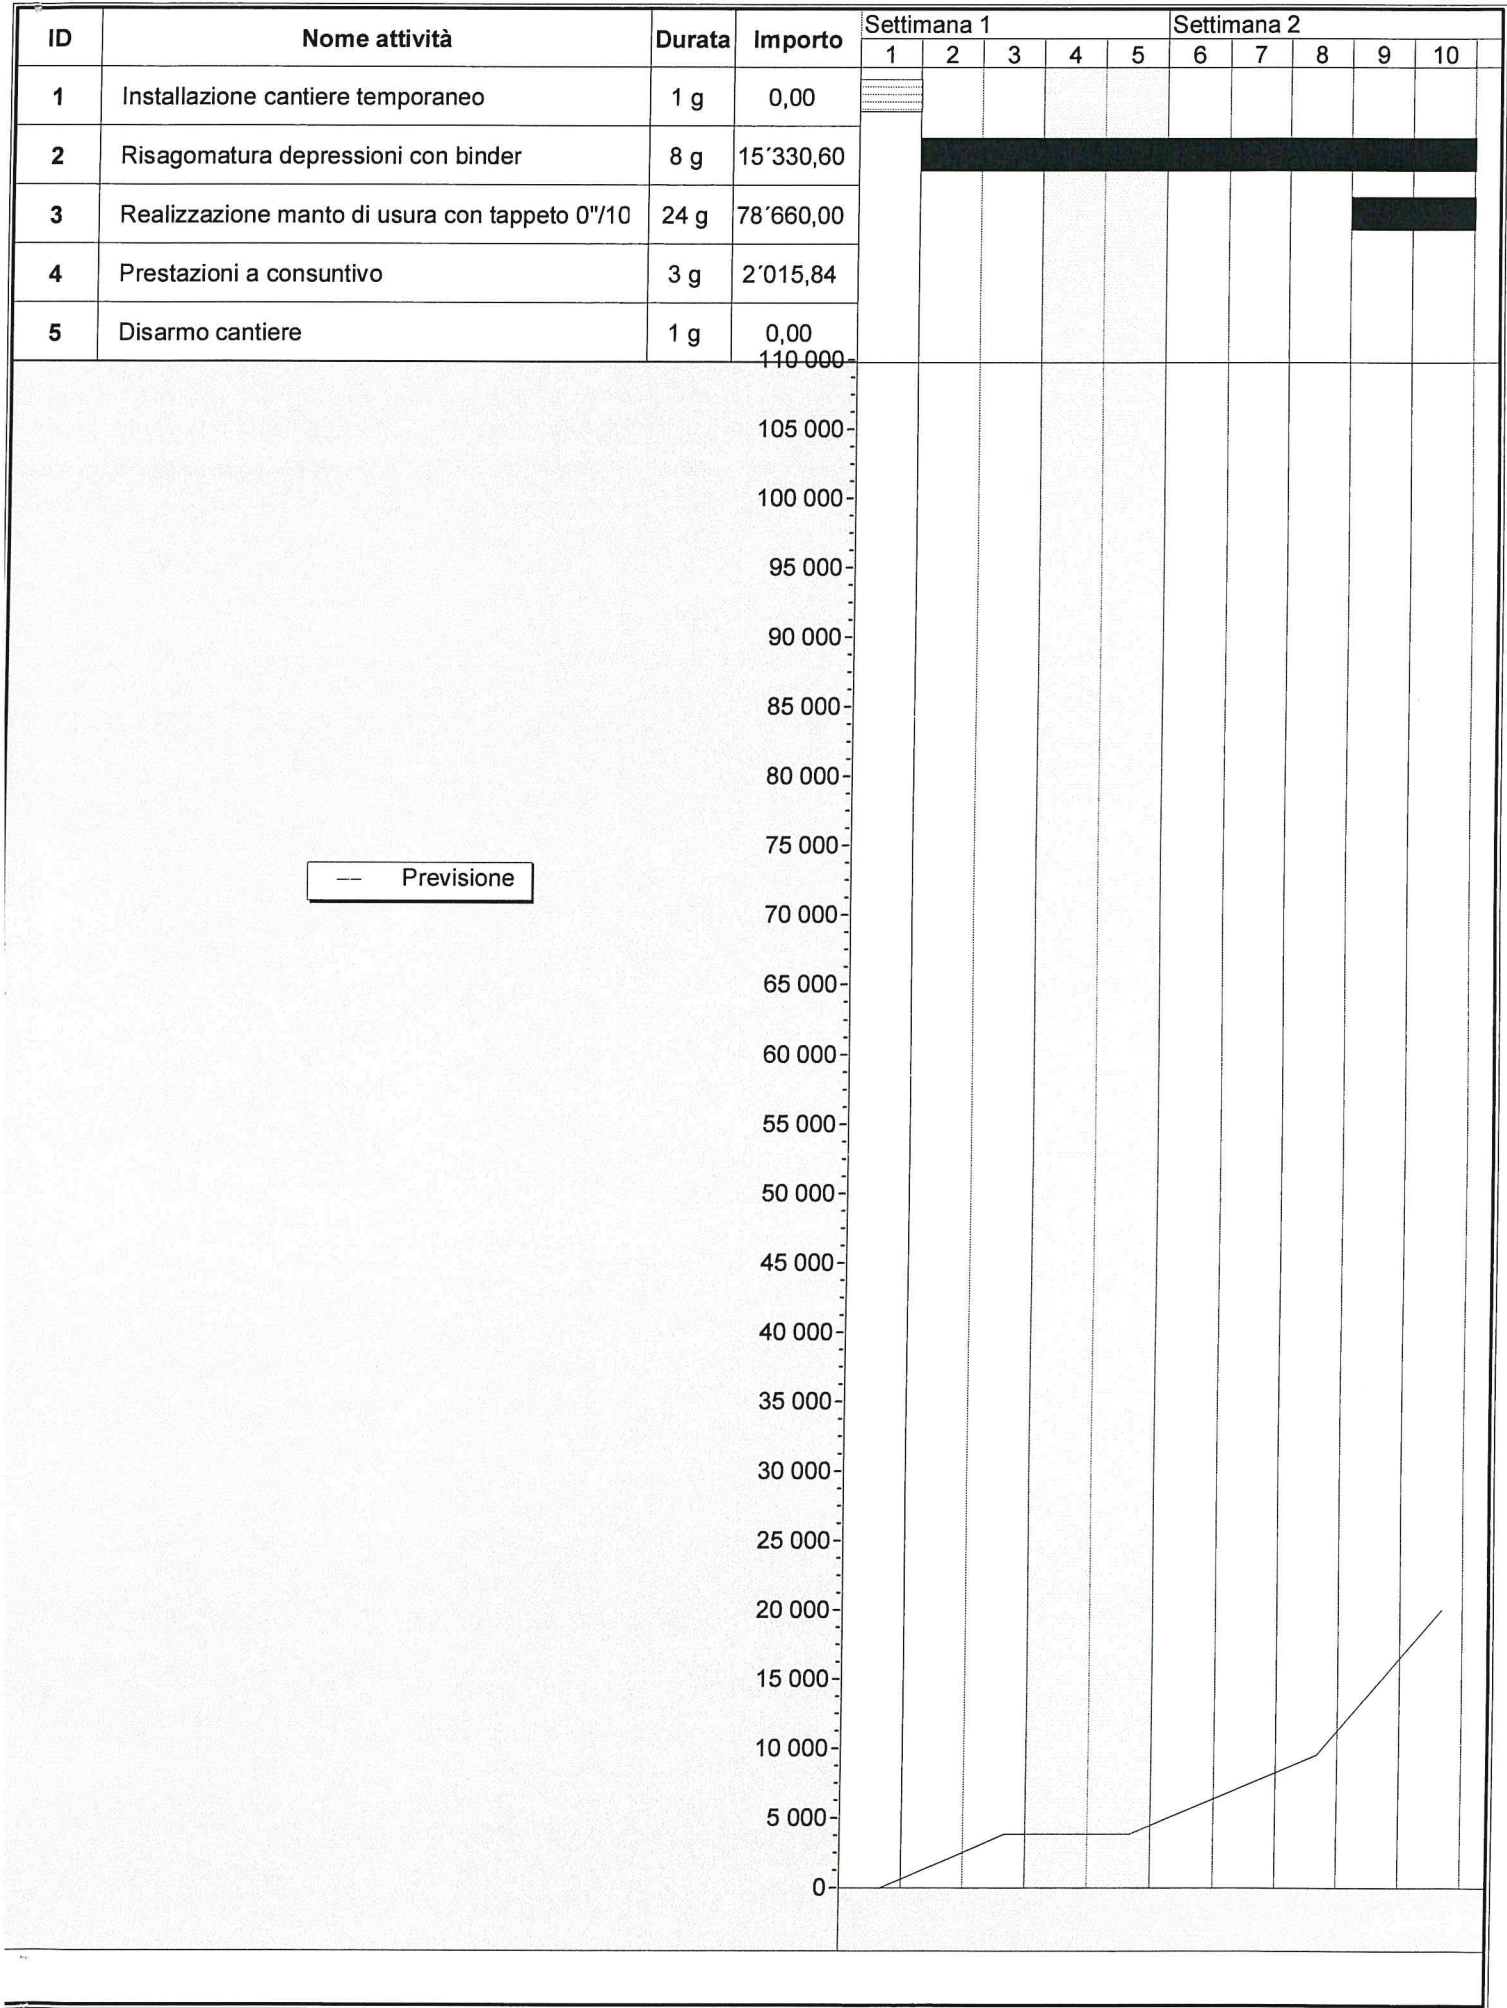 ID Nome attività Durata Importo Settimana 1 Settimana 2
1 2 3 4 5 6 7 8 9 10
1 Installazione cantiere temporaneo 1 g 0,00
2 Risagomatura depressioni con binder 8 g 15´330,60
3 Realizzazione manto di usura con tappeto 0"/10 24 g 78´660,00
4 Prestazioni a consuntivo 3 g 2´015,84
5 Disarmo cantiere 1 g 0,00
110 000
105 000
100 000
95 000
90 000
85 000
80 000
75 000
Previsione
70 000
65 000
60 000
55 000
50 000
45 000
40 000
35 000
30 000
25 000
20 000
15 000
10 000
5 000
0